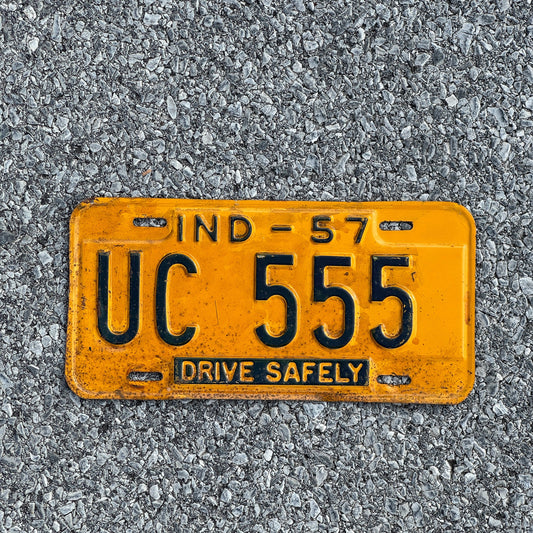 IND - 57
UC 555
DRIVE SAFELY